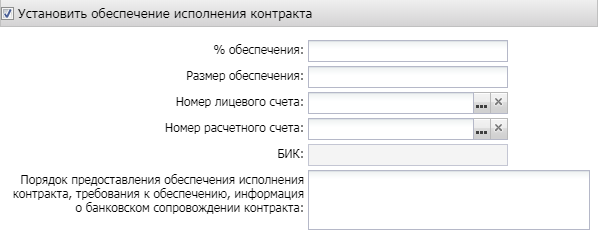 Установить обеспечение исполнения контракта
% обеспечения:
Размер обеспечения:
Номер лицевого счета:
Номер расчетного счета:
БИК:
Порядок предоставления обеспечения исполнения
контракта, требования к обеспечению, информация
о банковском сопровождении контракта: